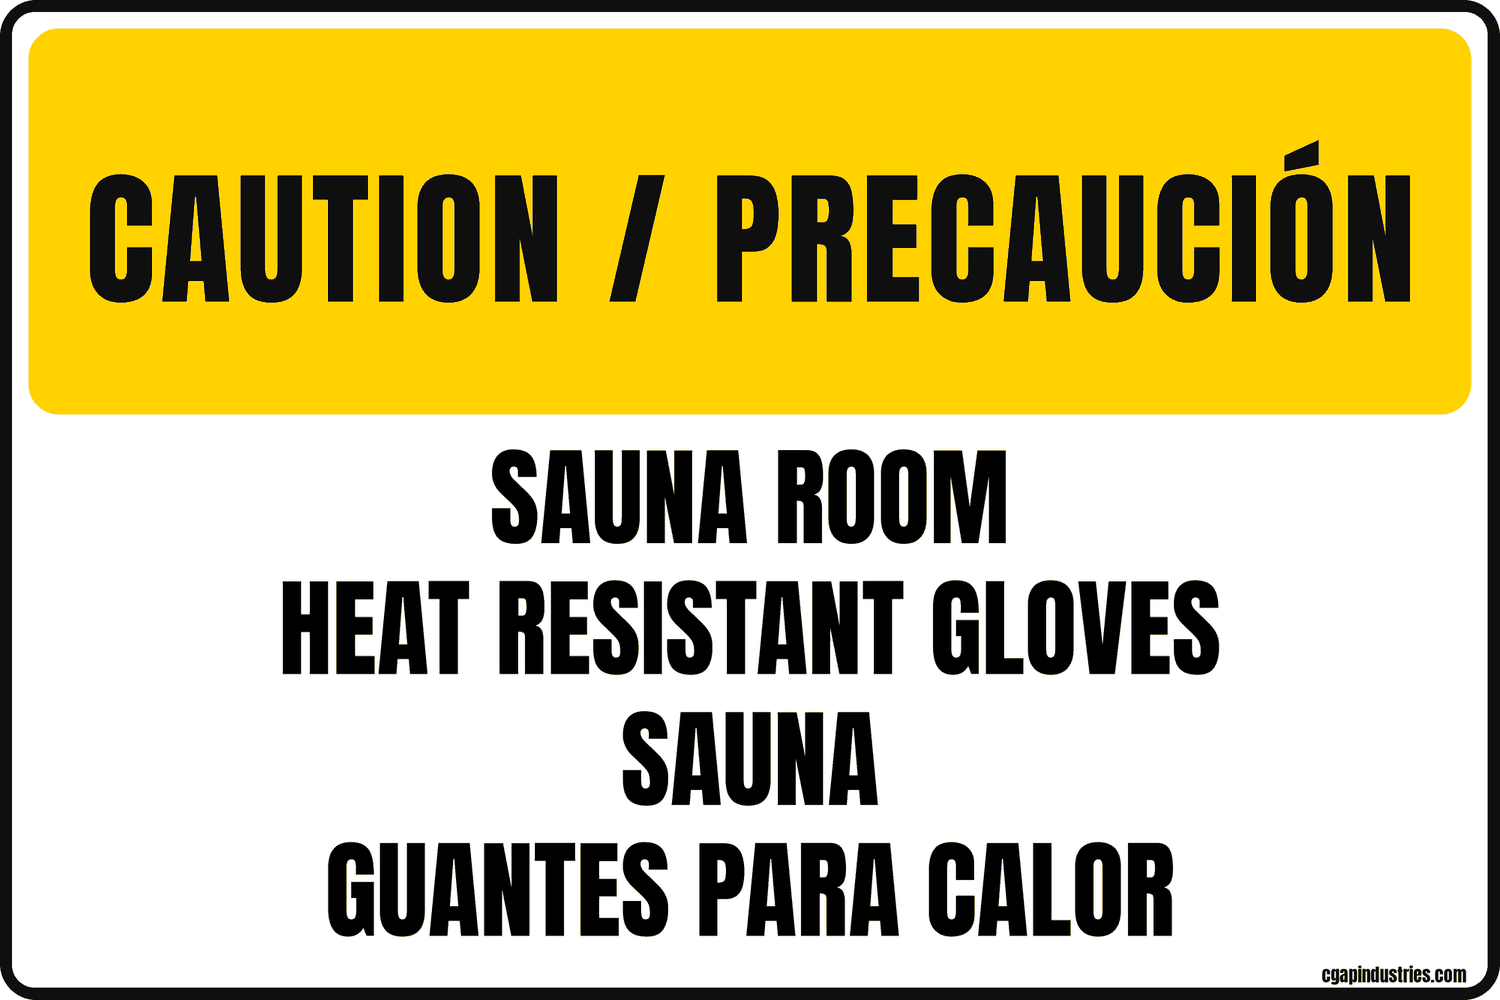 CAUTION / PRECAUCIÓN
SAUNA ROOM
HEAT RESISTANT GLOVES
SAUNA
GUANTES PARA CALOR
cgapindustries.com